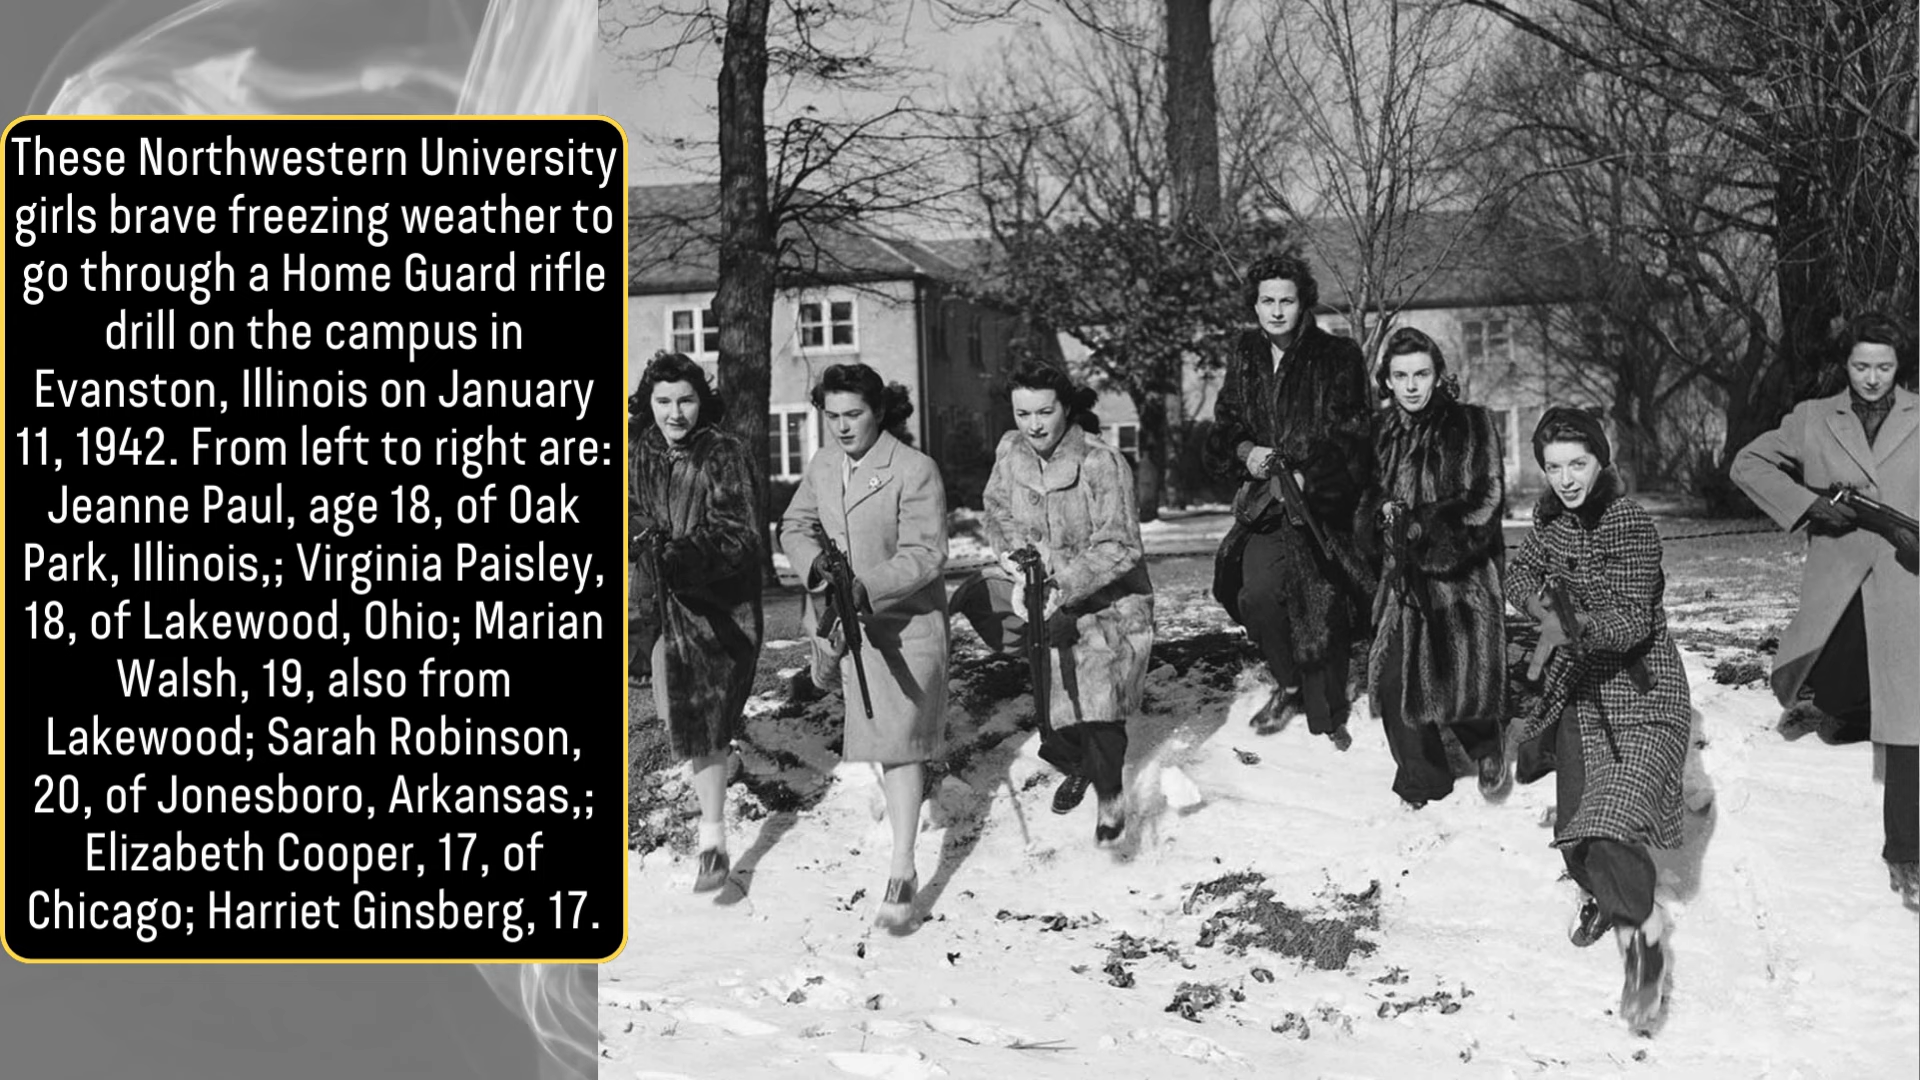 These Northwestern University
girls brave freezing weather to
go through a Home Guard rifle
drill on the campus in
Evanston, Illinois on January
11, 1942. From left to right are:
Jeanne Paul, age 18, of Oak
Park, Illinois,; Virginia Paisley,
18, of Lakewood, Ohio; Marian
Walsh, 19, also from
Lakewood; Sarah Robinson,
20, of Jonesboro, Arkansas,;
Elizabeth Cooper, 17, of
Chicago; Harriet Ginsberg, 17.